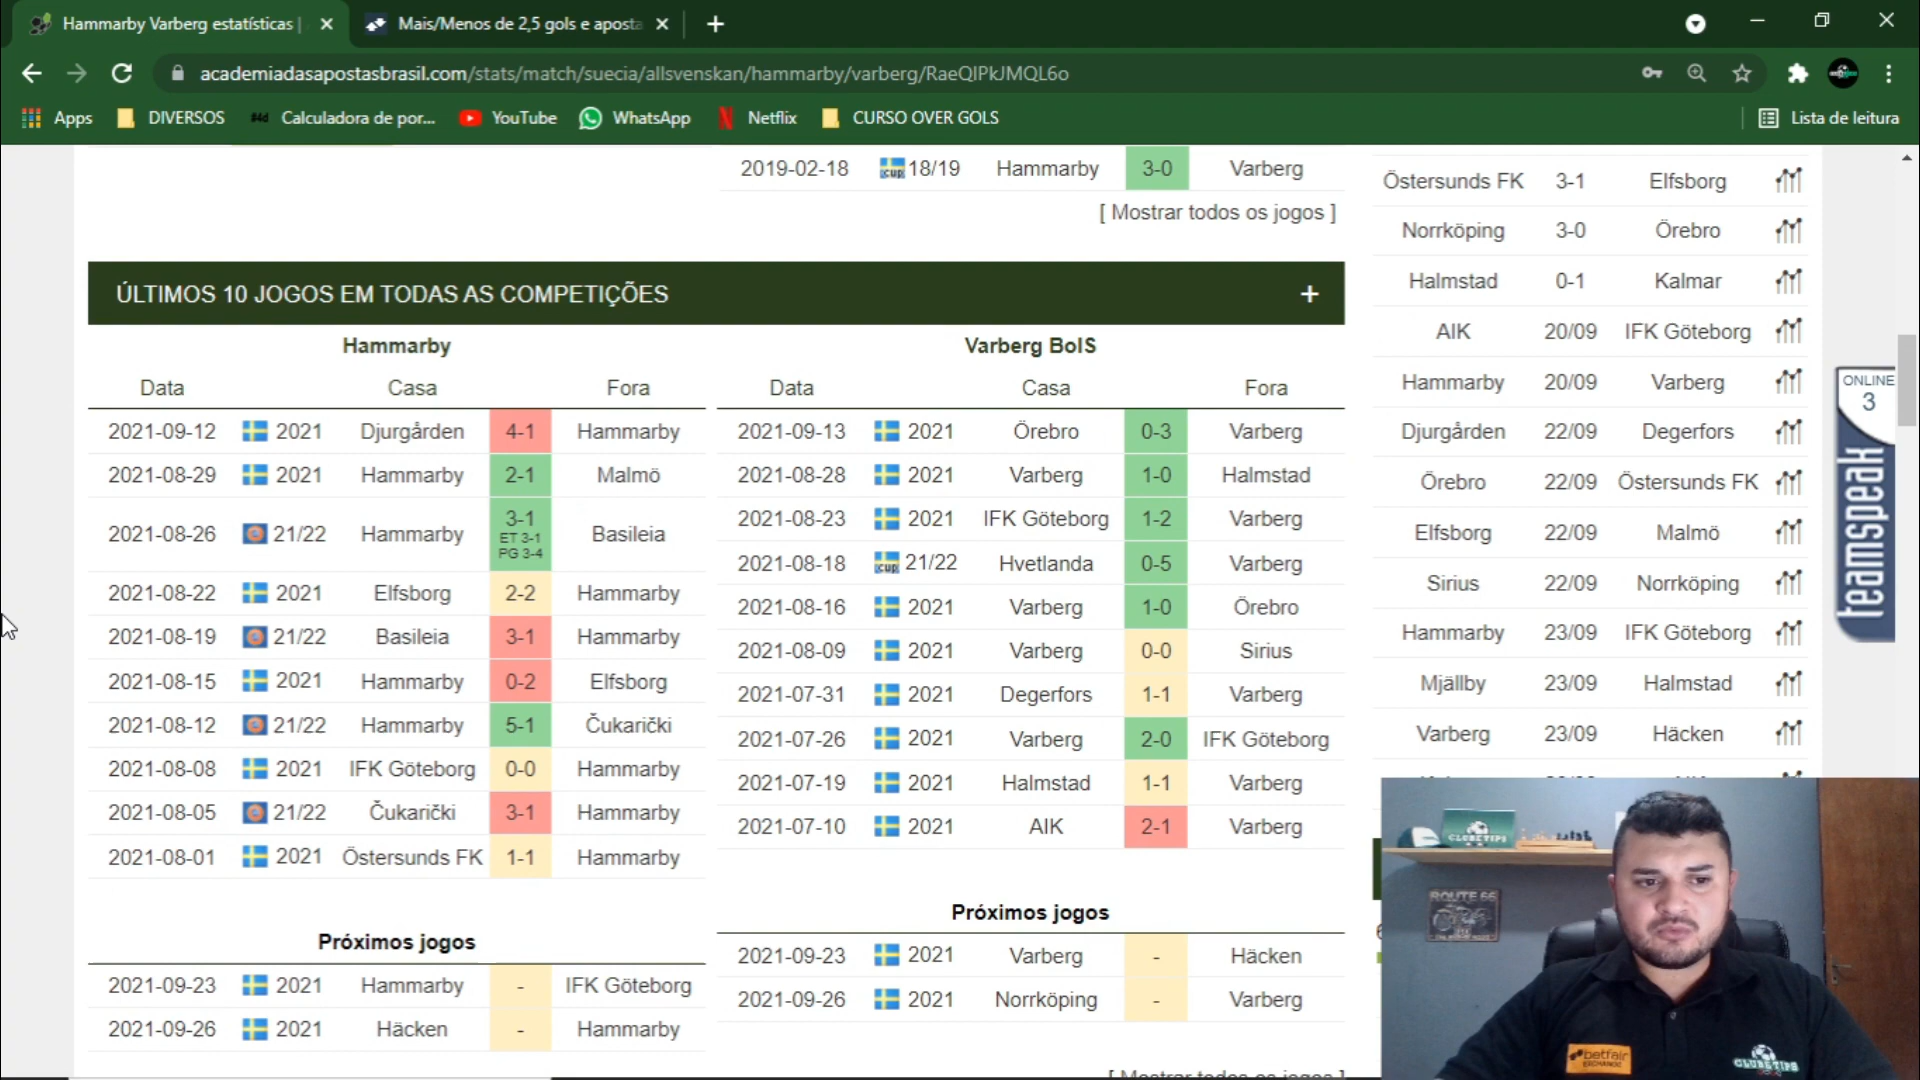 Hammarby Varberg estatísticas |
Mais/Menos de 2,5 gols e aposta
academiadasapostasbrasil.com/stats/match/suecia/allsvenskan/hammarby/varberg/RaeQIPkJMQL6o
Apps DIVERSOS Calculadora de por... YouTube WhatsApp Netflix CURSO OVER GOLS Lista de leitura
2019-02-18 18/19 Hammarby 3-0 Varberg
[ Mostrar todos os jogos ]
ÚLTIMOS 10 JOGOS EM TODAS AS COMPETIÇÕES +
Hammarby
Data Casa Fora
2021-09-12 2021 Djurgården 4-1 Hammarby
2021-08-29 2021 Hammarby 2-1 Malmö
2021-08-26 21/22 Hammarby 3-1 ET 3-1 PG 3-4 Basileia
2021-08-22 2021 Elfsborg 2-2 Hammarby
2021-08-19 21/22 Basileia 3-1 Hammarby
2021-08-15 2021 Hammarby 0-2 Elfsborg
2021-08-12 21/22 Hammarby 5-1 Čukarički
2021-08-08 2021 IFK Göteborg 0-0 Hammarby
2021-08-05 21/22 Čukarički 3-1 Hammarby
2021-08-01 2021 Östersunds FK 1-1 Hammarby
Próximos jogos
2021-09-23 2021 Hammarby - IFK Göteborg
2021-09-26 2021 Häcken - Hammarby
Varberg BoIS
Data Casa Fora
2021-09-13 2021 Örebro 0-3 Varberg
2021-08-28 2021 Varberg 1-0 Halmstad
2021-08-23 2021 IFK Göteborg 1-2 Varberg
2021-08-18 cup 21/22 Hvetlanda 0-5 Varberg
2021-08-16 2021 Varberg 1-0 Örebro
2021-08-09 2021 Varberg 0-0 Sirius
2021-07-31 2021 Degerfors 1-1 Varberg
2021-07-26 2021 Varberg 2-0 IFK Göteborg
2021-07-19 2021 Halmstad 1-1 Varberg
2021-07-10 2021 AIK 2-1 Varberg
Próximos jogos
2021-09-23 2021 Varberg - Häcken
2021-09-26 2021 Norrköping - Varberg
[ Mostrar todos os jogos ]
Östersunds FK 3-1 Elfsborg
Norrköping 3-0 Örebro
Halmstad 0-1 Kalmar
AIK 20/09 IFK Göteborg
Hammarby 20/09 Varberg
Djurgården 22/09 Degerfors
Örebro 22/09 Östersunds FK
Elfsborg 22/09 Malmö
Sirius 22/09 Norrköping
Hammarby 23/09 IFK Göteborg
Mjällby 23/09 Halmstad
Varberg 23/09 Häcken
ONLINE
3
teamspeak
CLUBETIPS
ROUTE 66
betfair
EXCHANGE
CLUBETIPS